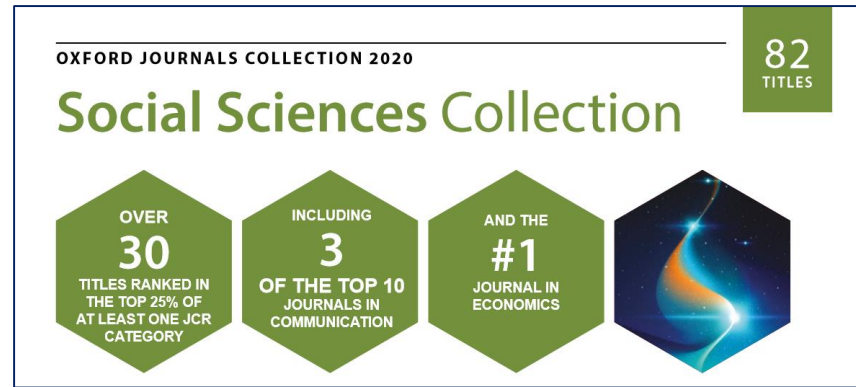 OXFORD JOURNALS COLLECTION 2020
82
TITLES
Social Sciences Collection
OVER
30
TITLES RANKED IN
THE TOP 25% OF
AT LEAST ONE JCR
CATEGORY
INCLUDING
3
OF THE TOP 10
JOURNALS IN
COMMUNICATION
AND THE
#1
JOURNAL IN
ECONOMICS